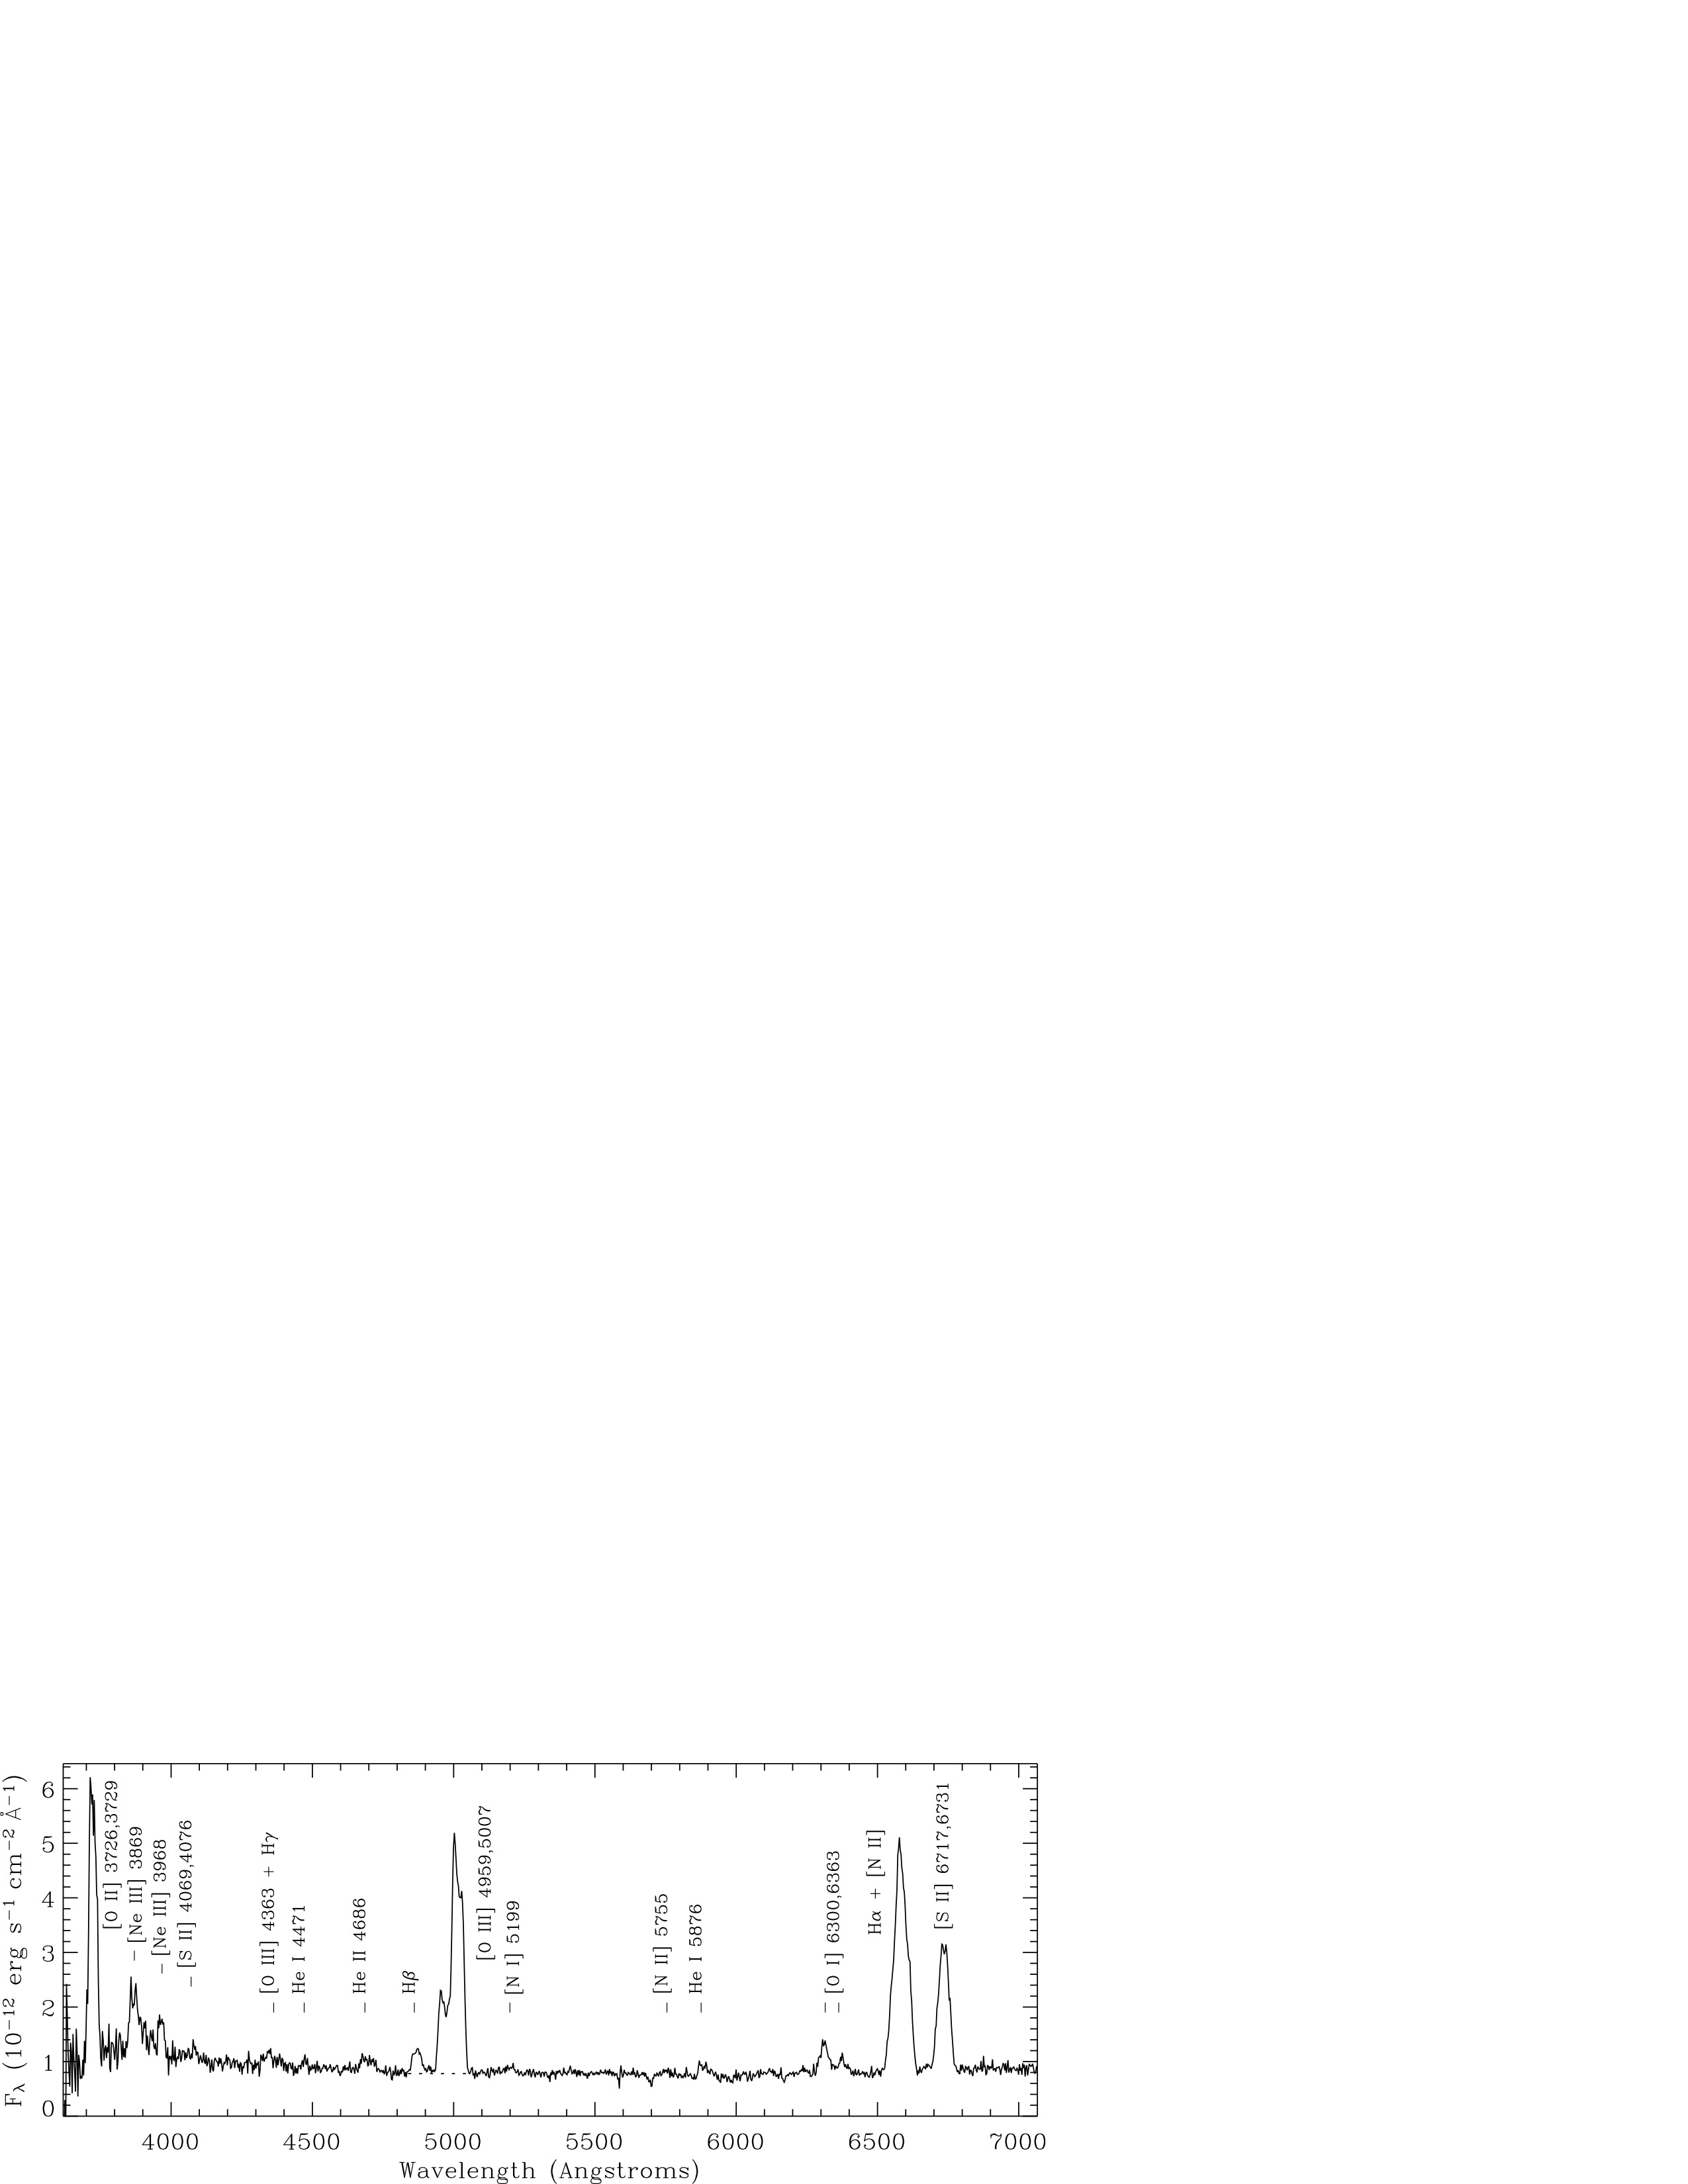 F_λ (10^−12 erg s^−1 cm^−2 Å^−1)
6
5
4
3
2
1
0
[O II] 3726,3729
– [Ne III] 3869
– [Ne III] 3968
– [S II] 4069,4076
– [O III] 4363 + Hγ
– He I 4471
– He II 4686
– Hβ
[O III] 4959,5007
– [N I] 5199
– [N II] 5755
– He I 5876
– – [O I] 6300,6363
Hα + [N II]
[S II] 6717,6731
4000 4500 5000 5500 6000 6500 7000
Wavelength (Angstroms)